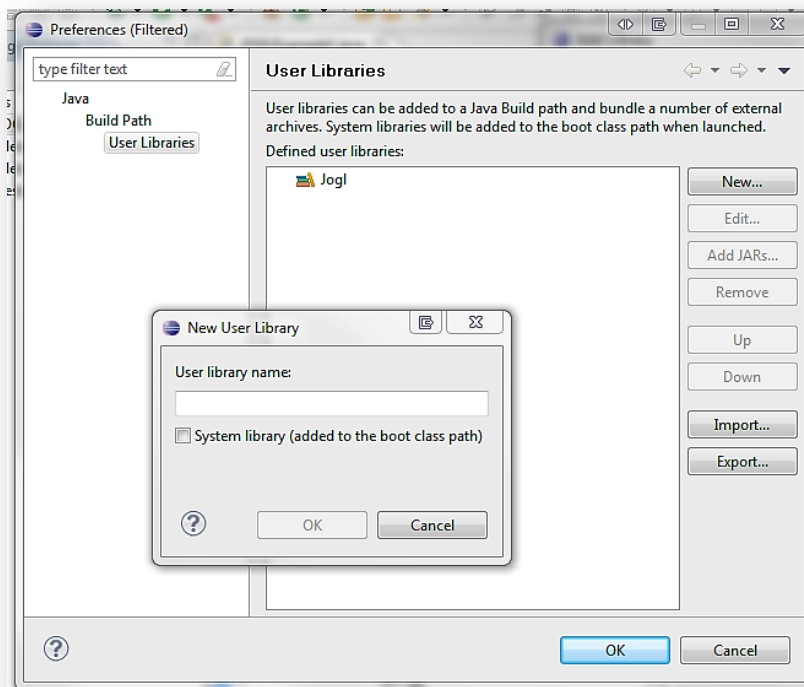 Preferences (Filtered)
type filter text
Java
Build Path
User Libraries
User Libraries
User libraries can be added to a Java Build path and bundle a number of external
archives. System libraries will be added to the boot class path when launched.
Defined user libraries:
Jogl
New...
Edit...
Add JARs...
Remove
Up
Down
Import...
Export...
New User Library
User library name:
System library (added to the boot class path)
OK
Cancel
OK
Cancel